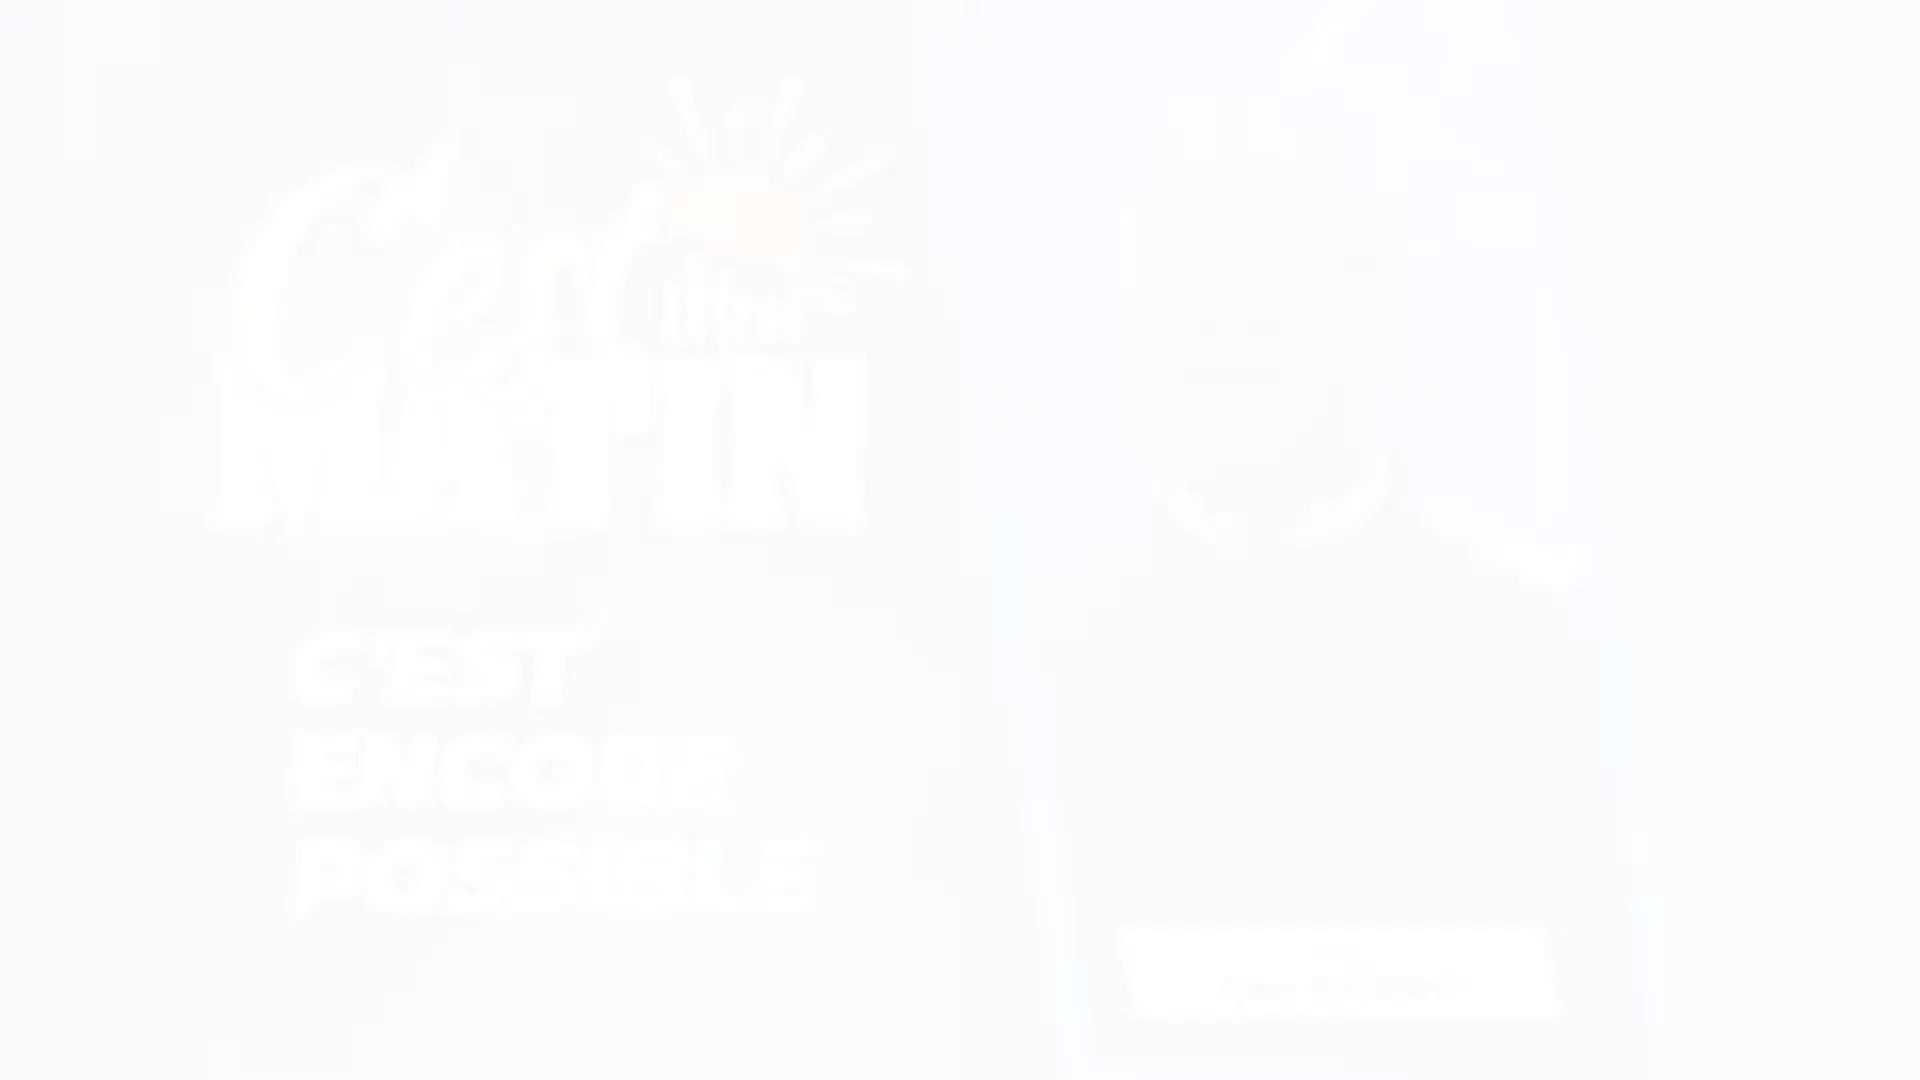 C'est
MATIN
C'EST
ENCORE
POSSIBLE